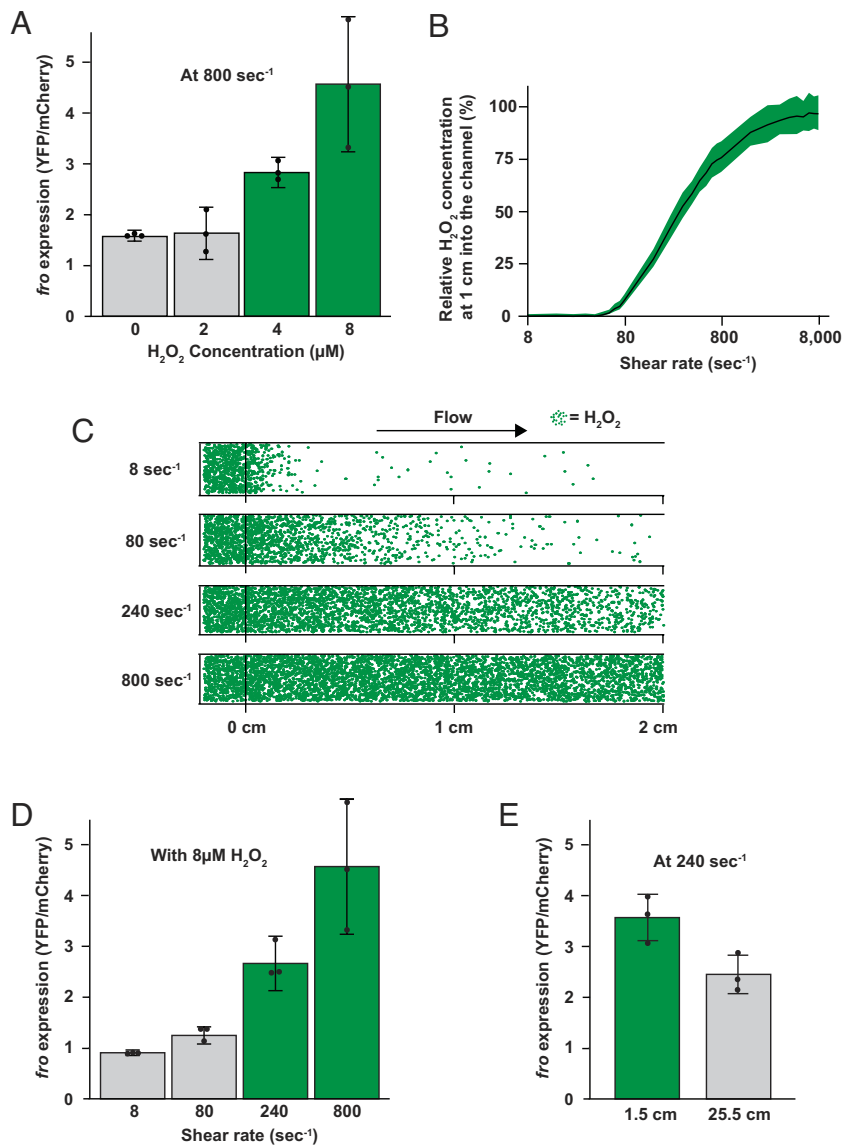 A
At 800 sec⁻¹
fro expression (YFP/mCherry)
5
4
3
2
1
0
0 2 4 8
H₂O₂ Concentration (µM)
B
Relative H₂O₂ concentration
at 1 cm into the channel (%)
100
75
50
25
0
8 80 800 8,000
Shear rate (sec⁻¹)
C
Flow
= H₂O₂
8 sec⁻¹
80 sec⁻¹
240 sec⁻¹
800 sec⁻¹
0 cm 1 cm 2 cm
D
With 8µM H₂O₂
fro expression (YFP/mCherry)
5
4
3
2
1
0
8 80 240 800
Shear rate (sec⁻¹)
E
At 240 sec⁻¹
fro expression (YFP/mCherry)
5
4
3
2
1
0
1.5 cm 25.5 cm